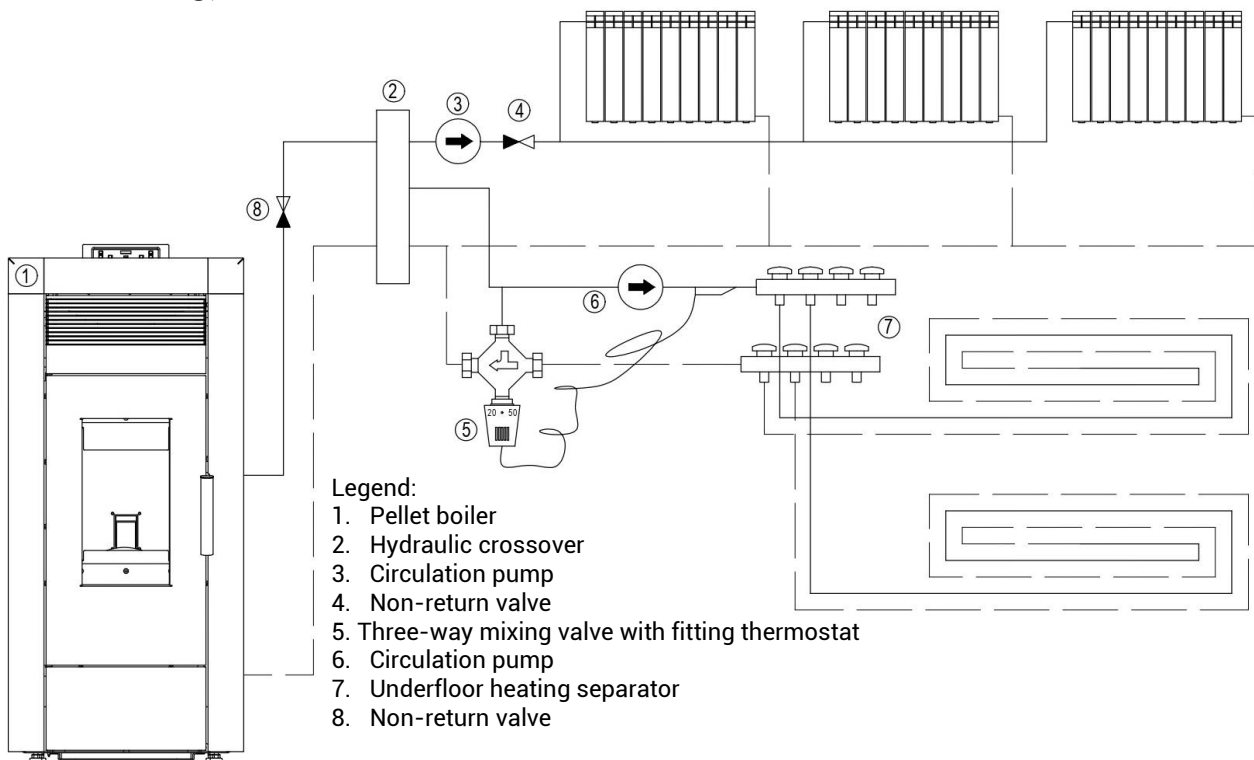 ②
③
④
⑧
①
⑥
⑦
⑤
20 • 50
Legend:
1. Pellet boiler
2. Hydraulic crossover
3. Circulation pump
4. Non-return valve
5. Three-way mixing valve with fitting thermostat
6. Circulation pump
7. Underfloor heating separator
8. Non-return valve